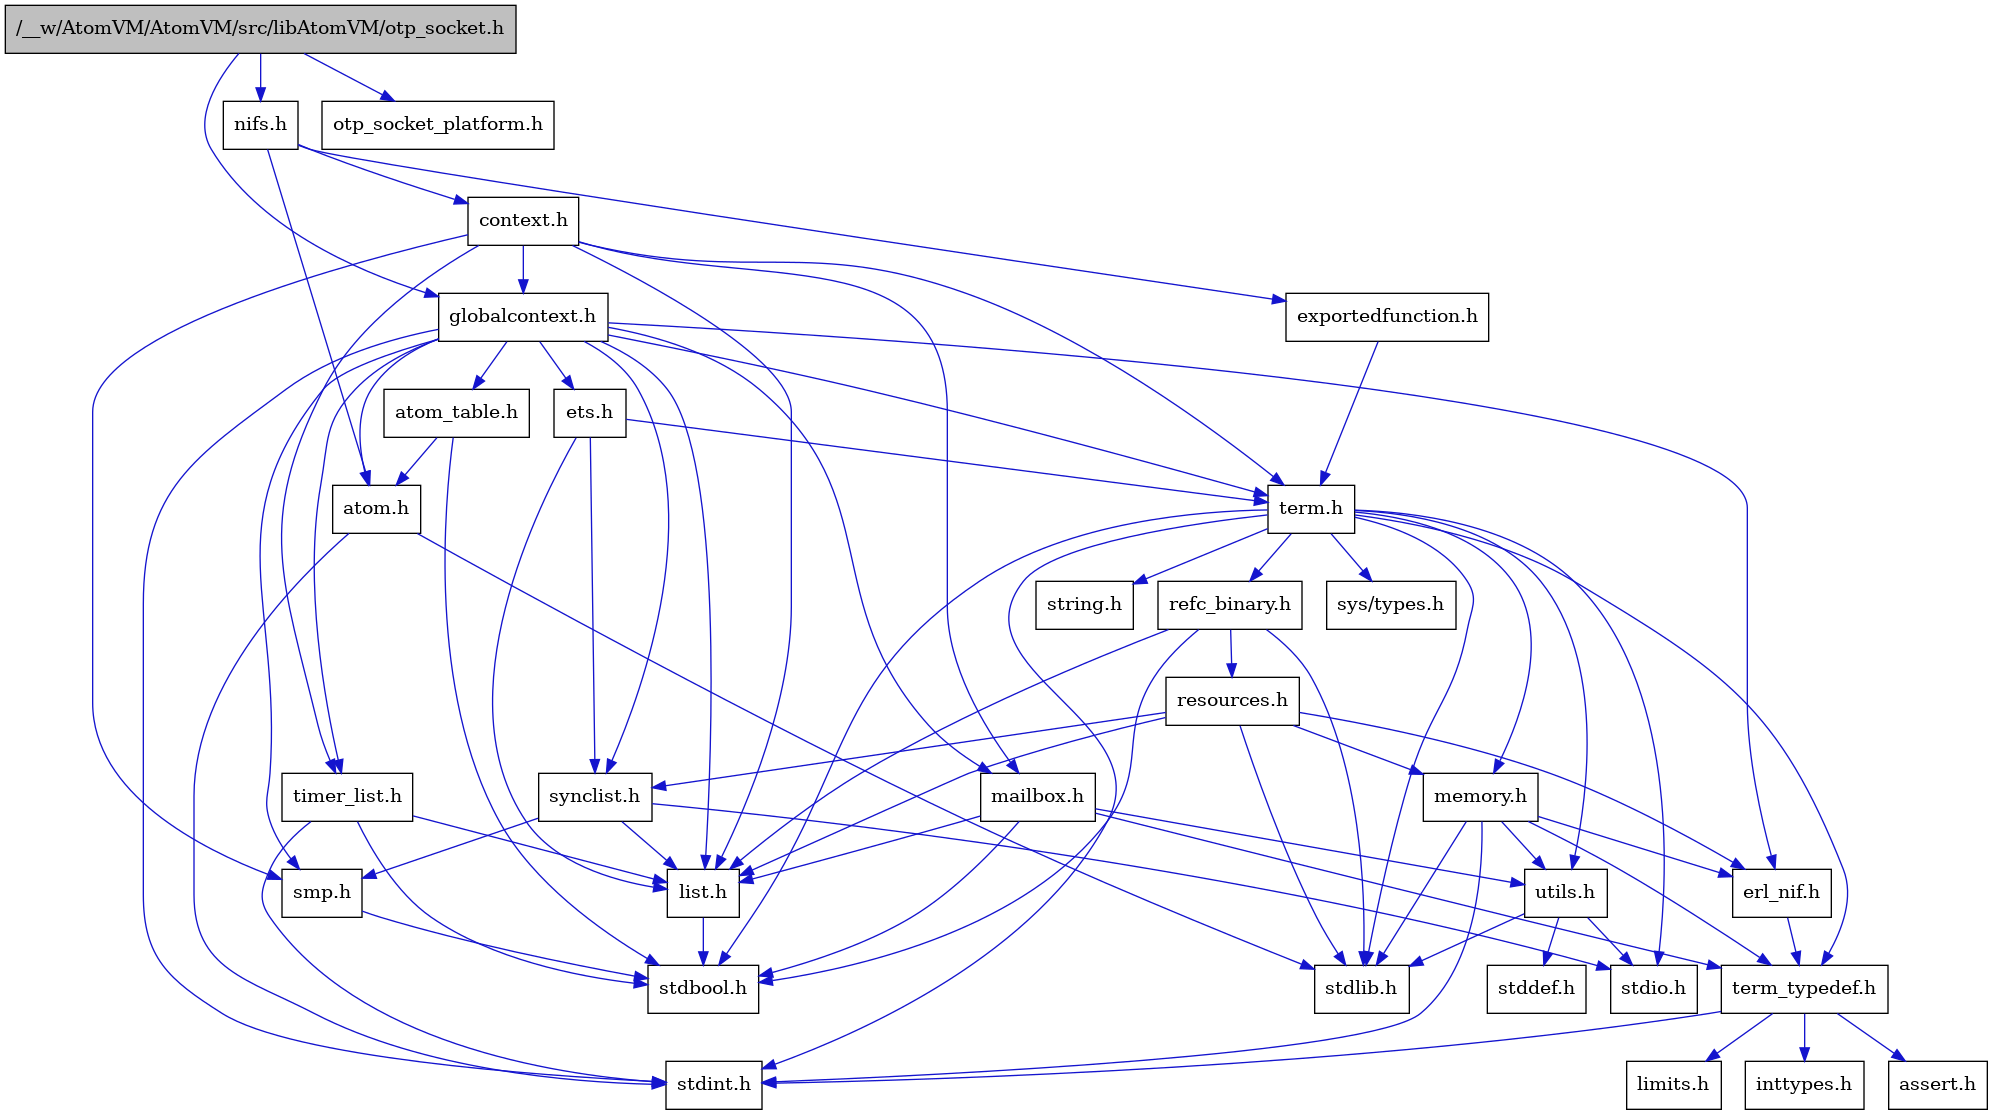 /__w/AtomVM/AtomVM/src/libAtomVM/otp_socket.h
nifs.h
otp_socket_platform.h
context.h
globalcontext.h
exportedfunction.h
atom_table.h
ets.h
atom.h
term.h
string.h
refc_binary.h
sys/types.h
resources.h
timer_list.h
synclist.h
mailbox.h
memory.h
smp.h
list.h
utils.h
erl_nif.h
stdbool.h
stdlib.h
stddef.h
stdio.h
term_typedef.h
stdint.h
limits.h
inttypes.h
assert.h